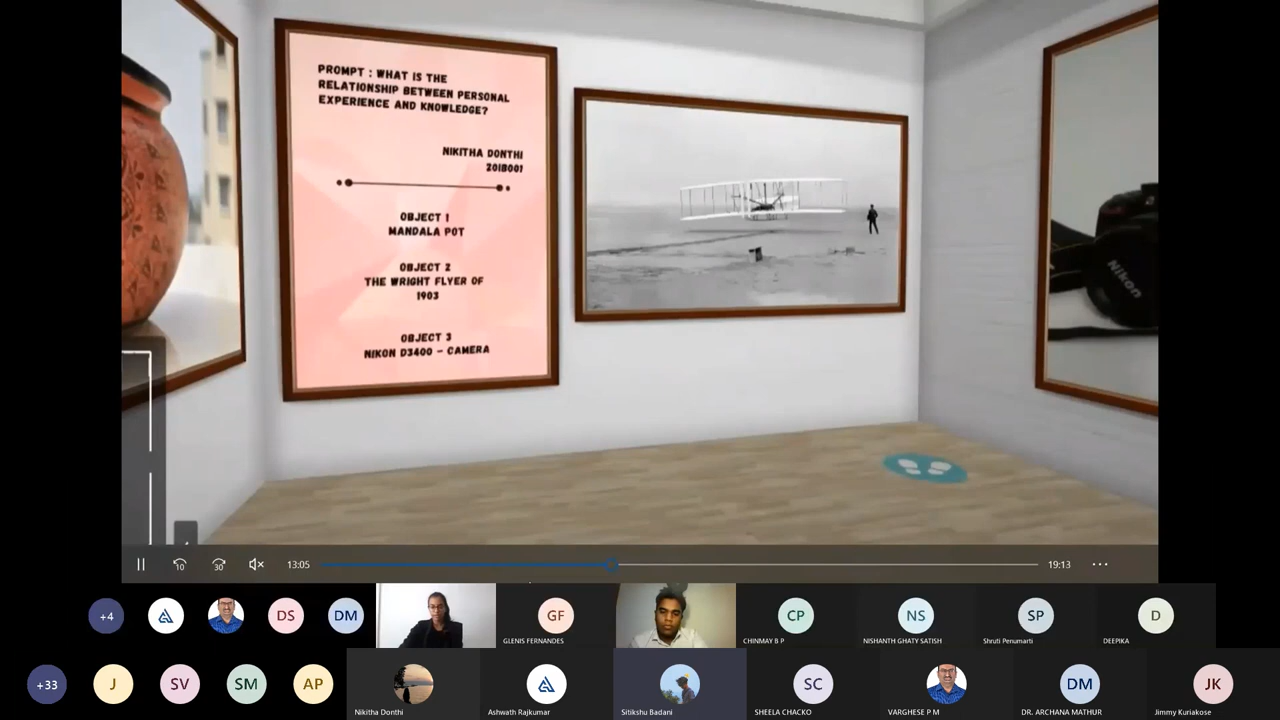 PROMPT : WHAT IS THE
RELATIONSHIP BETWEEN PERSONAL
EXPERIENCE AND KNOWLEDGE?
NIKITHA DONTHI
20IB001
OBJECT 1
MANDALA POT
OBJECT 2
THE WRIGHT FLYER OF
1903
OBJECT 3
NIKON D3400 - CAMERA
Nikon
10
30
13:05
19:13
+4
DS
DM
GF
GLENIS FERNANDES
CP
CHINMAY B P
NS
NISHANTH GHATY SATISH
SP
Shruti Penumarti
D
DEEPIKA
+33
J
SV
SM
AP
Nikitha Donthi
Ashwath Rajkumar
Sitikshu Badani
SC
SHEELA CHACKO
VARGHESE P M
DM
DR. ARCHANA MATHUR
JK
Jimmy Kuriakose